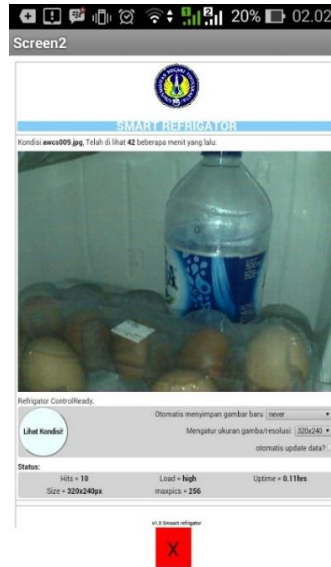 20% 02.02
Screen2
SMART REFRIGATOR
Kondisi awca009.jpg, Telah di lihat 42 beberapa menit yang lalu:
Refrigator ControlReady.
Otomatis menyimpan gambar baru never
Lihat Kondisi!
Mengatur ukuran gamba/resolusi: 320x240
otomatis update data?
Status:
Hits = 10 Load = high Uptime = 0.11hrs
Size = 320x240px maxpics = 256
v1.0 Smsart refrigator
X